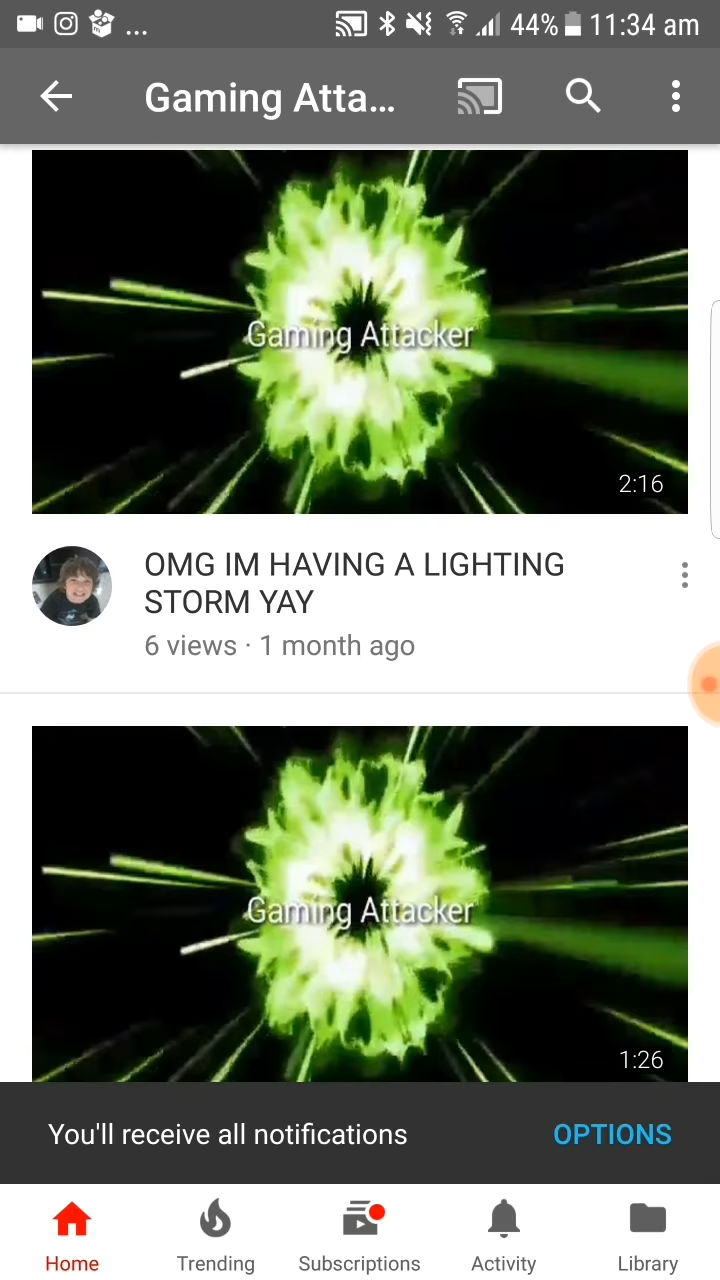 ... 44% 11:34 am
Gaming Atta...
Gaming Attacker
2:16
OMG IM HAVING A LIGHTING
STORM YAY
6 views · 1 month ago
Gaming Attacker
1:26
You'll receive all notifications OPTIONS
Home Trending Subscriptions Activity Library